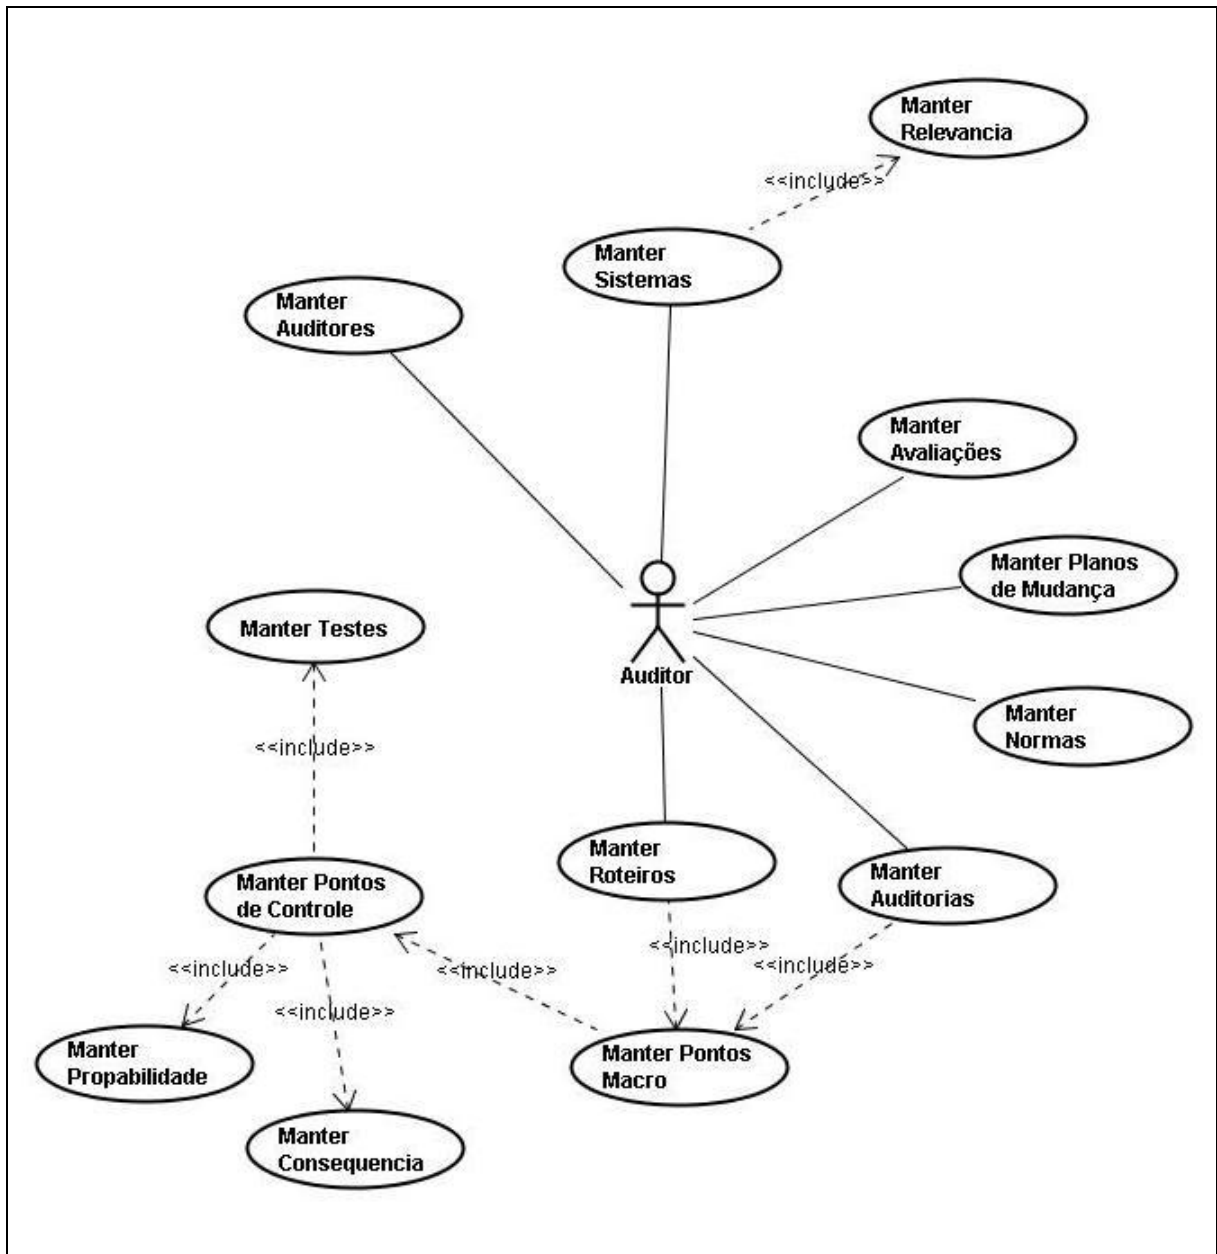 Manter
Relevancia
<<include>>
Manter
Sistemas
Manter
Auditores
Manter
Avaliações
Manter Planos
de Mudança
Manter Testes
Auditor
Manter
Normas
<<include>>
Manter
Roteiros
Manter
Auditorias
Manter Pontos
de Controle
<<include>>
<<include>>
<<include>>
<<include>>
<<include>>
Manter
Propabilidade
Manter Pontos
Macro
Manter
Consequencia